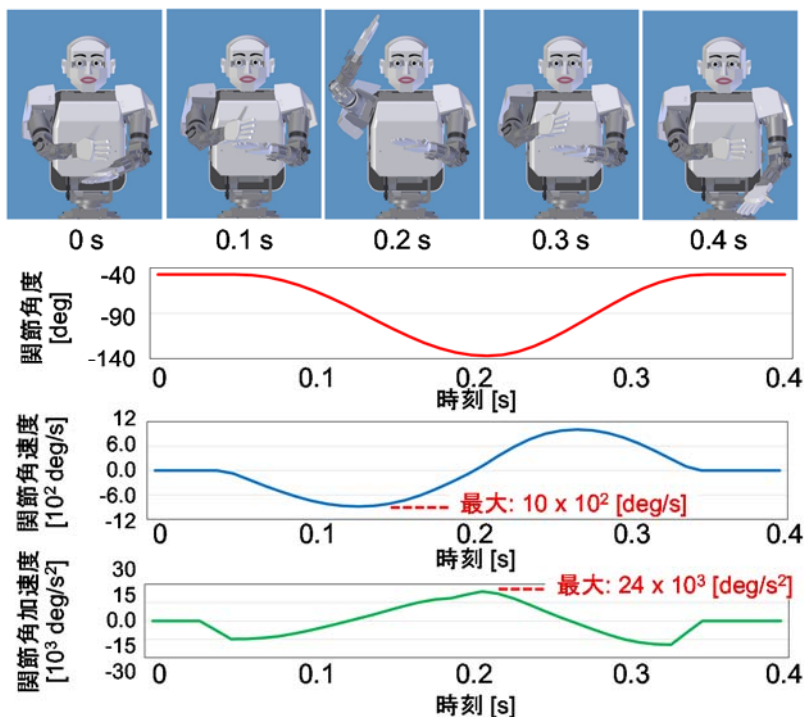 0 s 0.1 s 0.2 s 0.3 s 0.4 s
関節角度
[deg]
-40
-90
-140
0 0.1 0.2 0.3 0.4
時刻 [s]
関節角速度
[10² deg/s]
12
6.0
0.0
-6.0
-12
最大: 10 x 10² [deg/s]
0 0.1 0.2 0.3 0.4
時刻 [s]
関節角加速度
[10³ deg/s²]
30
15
0.0
-15
-30
最大: 24 x 10³ [deg/s²]
0 0.1 0.2 0.3 0.4
時刻 [s]